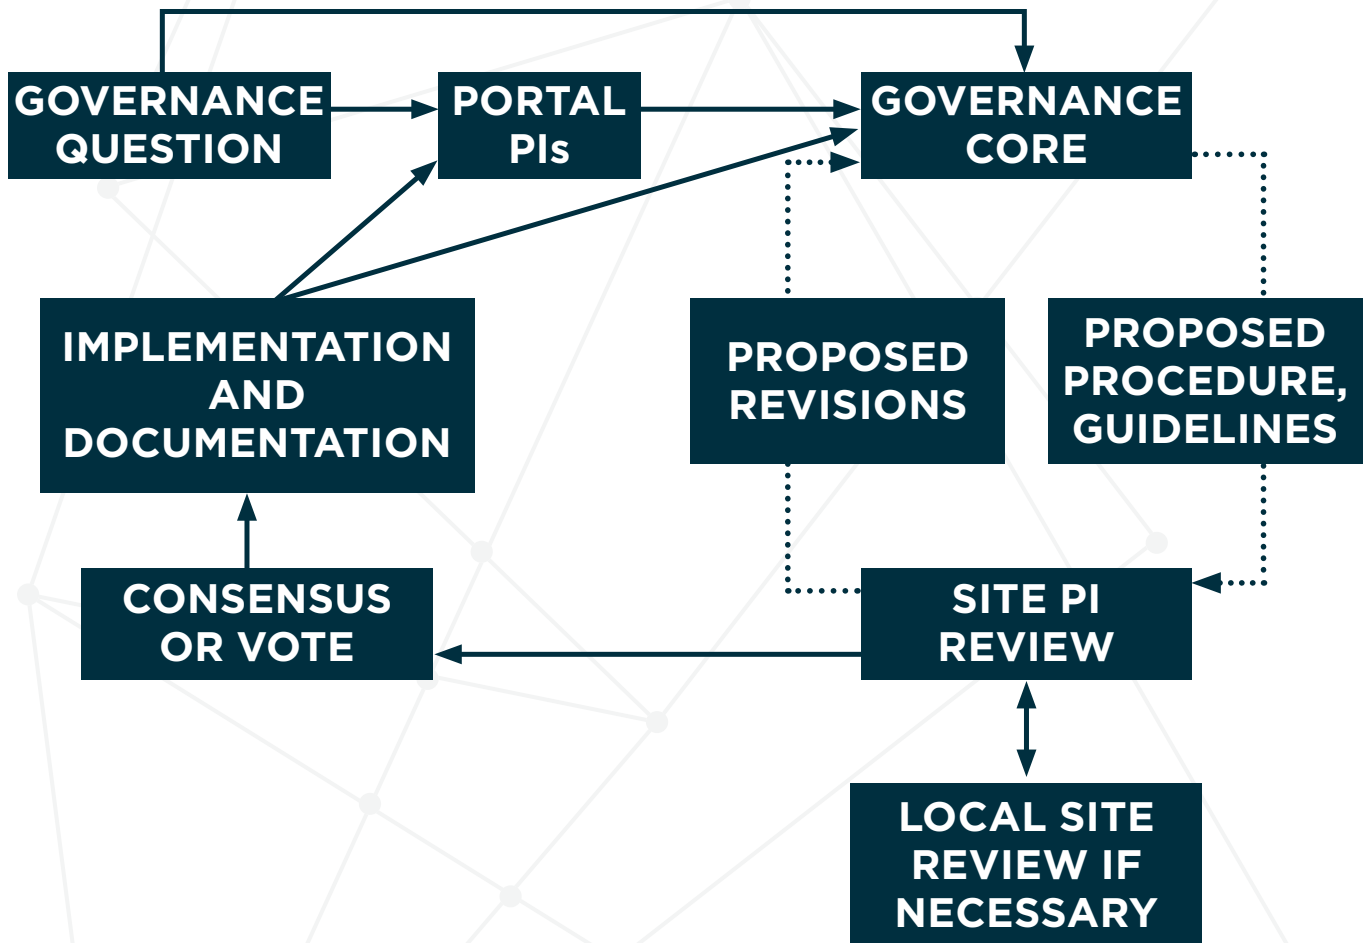 GOVERNANCE
QUESTION
PORTAL
PIs
GOVERNANCE
CORE
IMPLEMENTATION
AND
DOCUMENTATION
PROPOSED
REVISIONS
PROPOSED
PROCEDURE,
GUIDELINES
CONSENSUS
OR VOTE
SITE PI
REVIEW
LOCAL SITE
REVIEW IF
NECESSARY